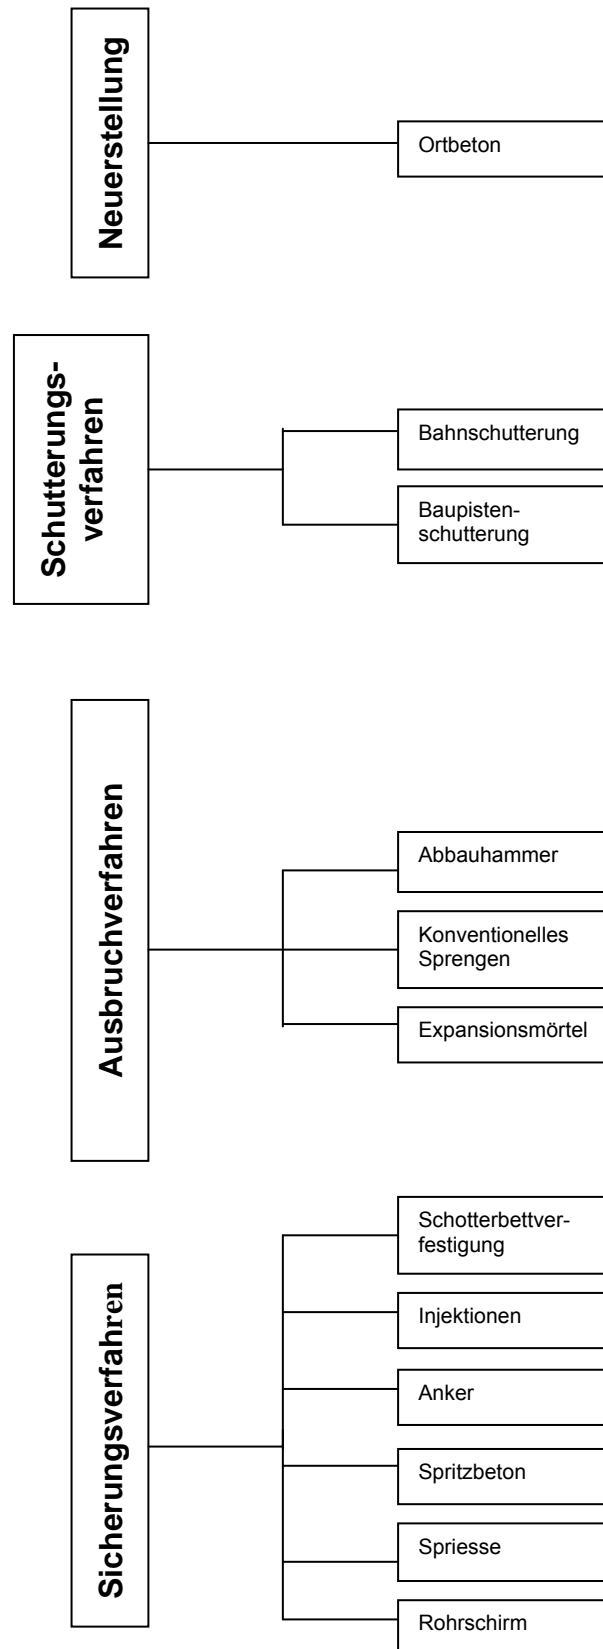 Neuerstellung
Ortbeton
Schutterungs-
verfahren
Bahnschutterung
Baupisten-
schutterung
Ausbruchverfahren
Abbauhammer
Konventionelles
Sprengen
Expansionsmörtel
Sicherungsverfahren
Schotterbettver-
festigung
Injektionen
Anker
Spritzbeton
Spriesse
Rohrschirm